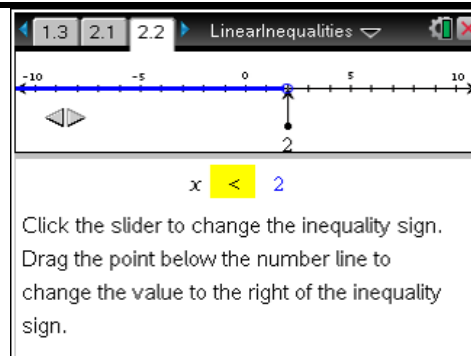 1.3 2.1 2.2 LinearInequalities
-10 -5 0 5 10
2
x < 2
Click the slider to change the inequality sign.
Drag the point below the number line to
change the value to the right of the inequality
sign.